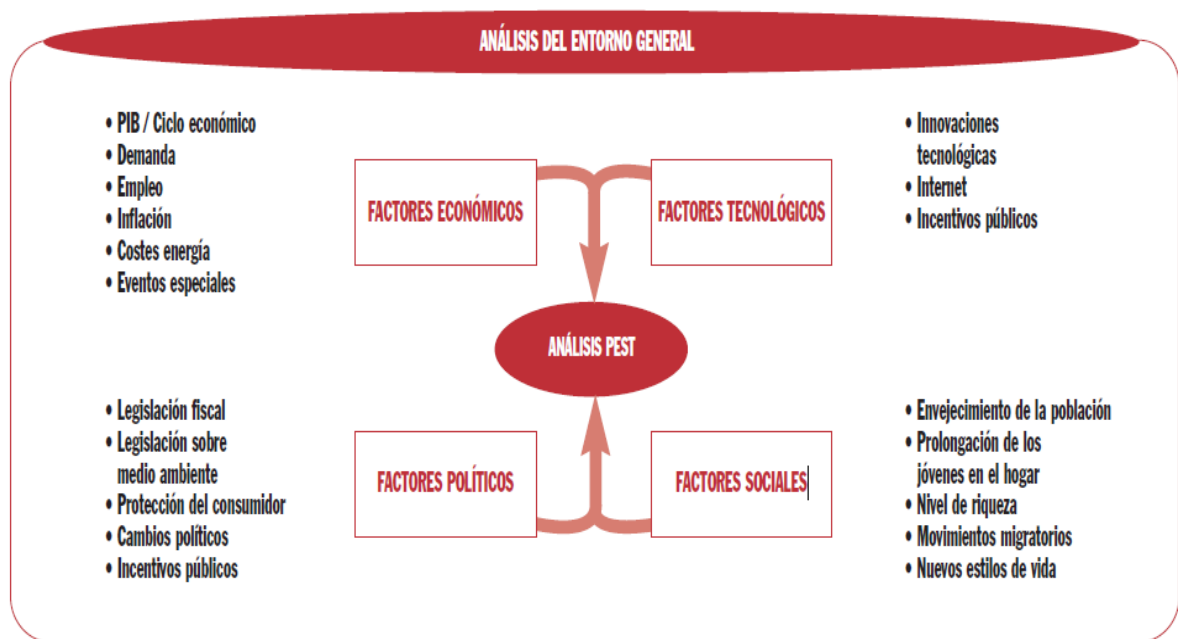 ANÁLISIS DEL ENTORNO GENERAL
• PIB / Ciclo económico
• Demanda
• Empleo
• Inflación
• Costes energía
• Eventos especiales
FACTORES ECONÓMICOS
FACTORES TECNOLÓGICOS
• Innovaciones
tecnológicas
• Internet
• Incentivos públicos
ANÁLISIS PEST
• Legislación fiscal
• Legislación sobre
medio ambiente
• Protección del consumidor
• Cambios políticos
• Incentivos públicos
FACTORES POLÍTICOS
FACTORES SOCIALES
• Envejecimiento de la población
• Prolongación de los
jóvenes en el hogar
• Nivel de riqueza
• Movimientos migratorios
• Nuevos estilos de vida